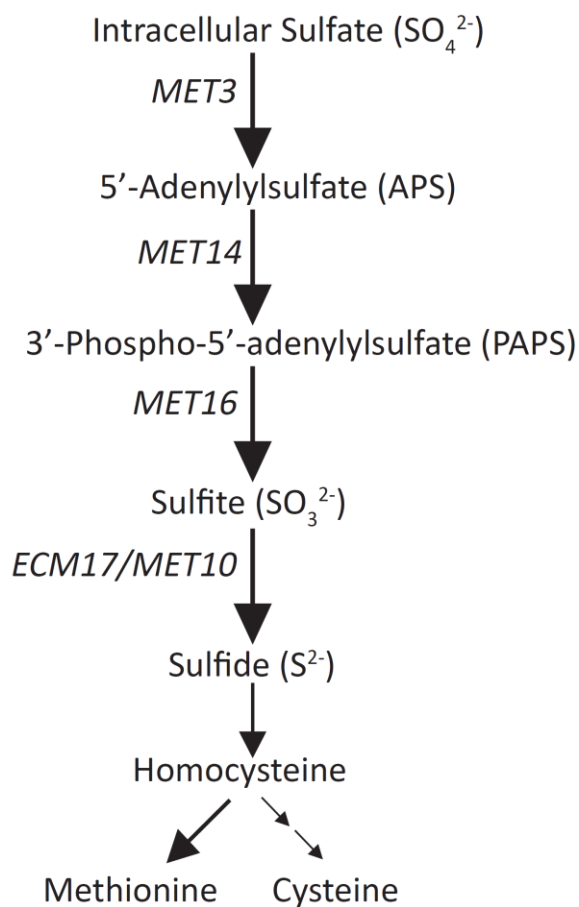 Intracellular Sulfate (SO₄²⁻)
MET3
5′-Adenylylsulfate (APS)
MET14
3′-Phospho-5′-adenylylsulfate (PAPS)
MET16
Sulfite (SO₃²⁻)
ECM17/MET10
Sulfide (S²⁻)
Homocysteine
Methionine Cysteine